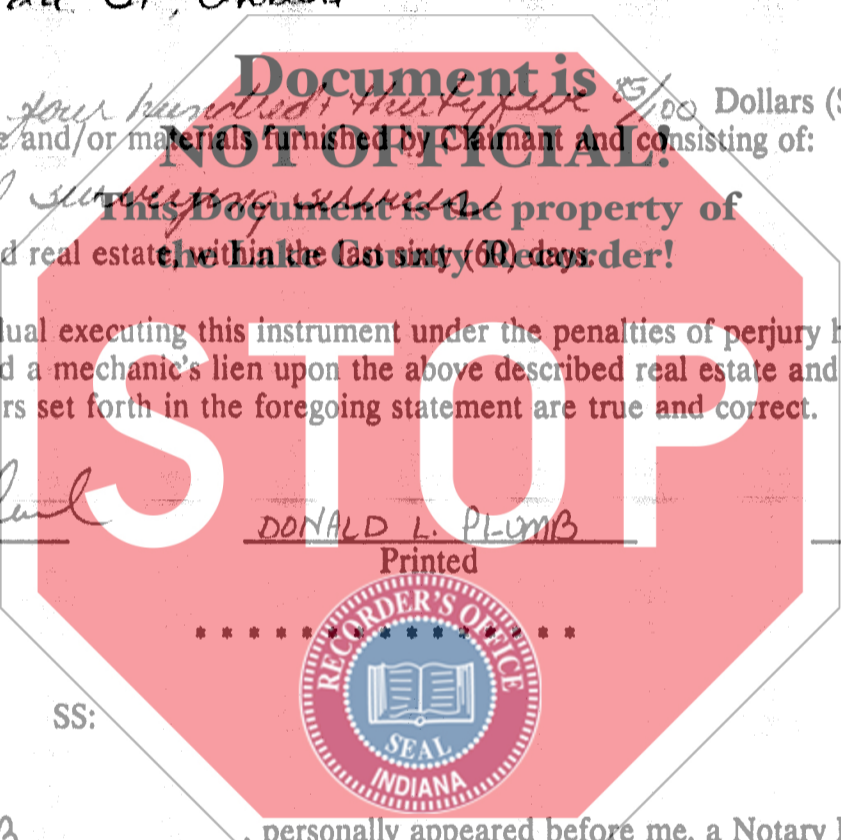 Document is
four hundred thirty five 85/100 Dollars ($
and/or materials furnished by Claimant and consisting of:
NOT OFFICIAL!
surveying services
This Document is the property of
d real estate, within the last sixty (60) days.
the Lake County Recorder!
dual executing this instrument under the penalties of perjury h
d a mechanic's lien upon the above described real estate and
rs set forth in the foregoing statement are true and correct.
STOP
DONALD L. PLUMB
Printed
* * * * * * * * * * * * * * *
RECORDER'S OFFICE
SEAL
INDIANA
SS:
, personally appeared before me, a Notary